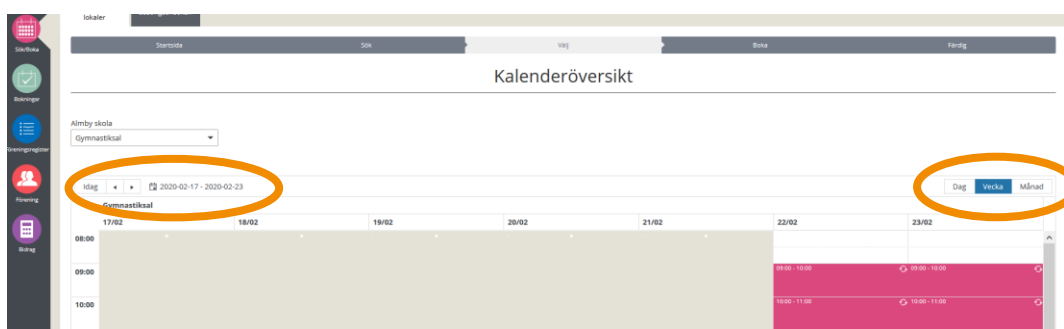 lokaler
Startsida Sök Välj Boka Färdig
Kalenderöversikt
Sök/Boka
Bokningar
Föreningsregister
Förening
Bidrag
Almby skola
Gymnastiksal
Idag 2020-02-17 - 2020-02-23 Dag Vecka Månad
Gymnastiksal
17/02 18/02 19/02 20/02 21/02 22/02 23/02
08:00
09:00 09:00 - 10:00 09:00 - 10:00
10:00 10:00 - 11:00 10:00 - 11:00